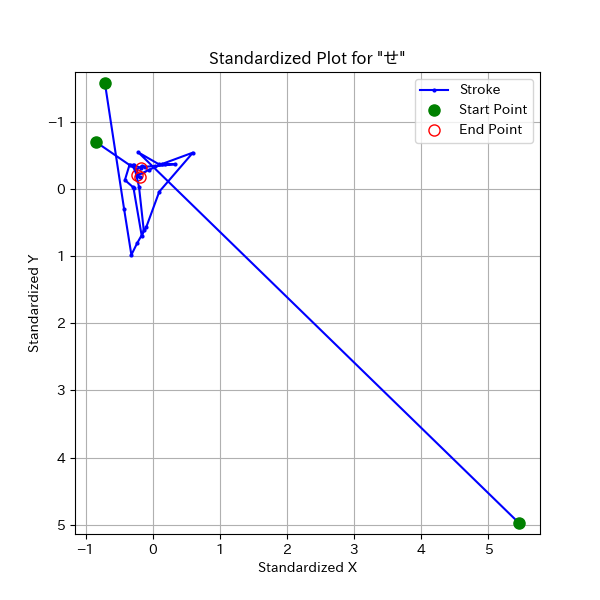 Standardized Plot for "せ"
Stroke
Start Point
End Point
Standardized Y
−1
0
1
2
3
4
5
−1 0 1 2 3 4 5
Standardized X